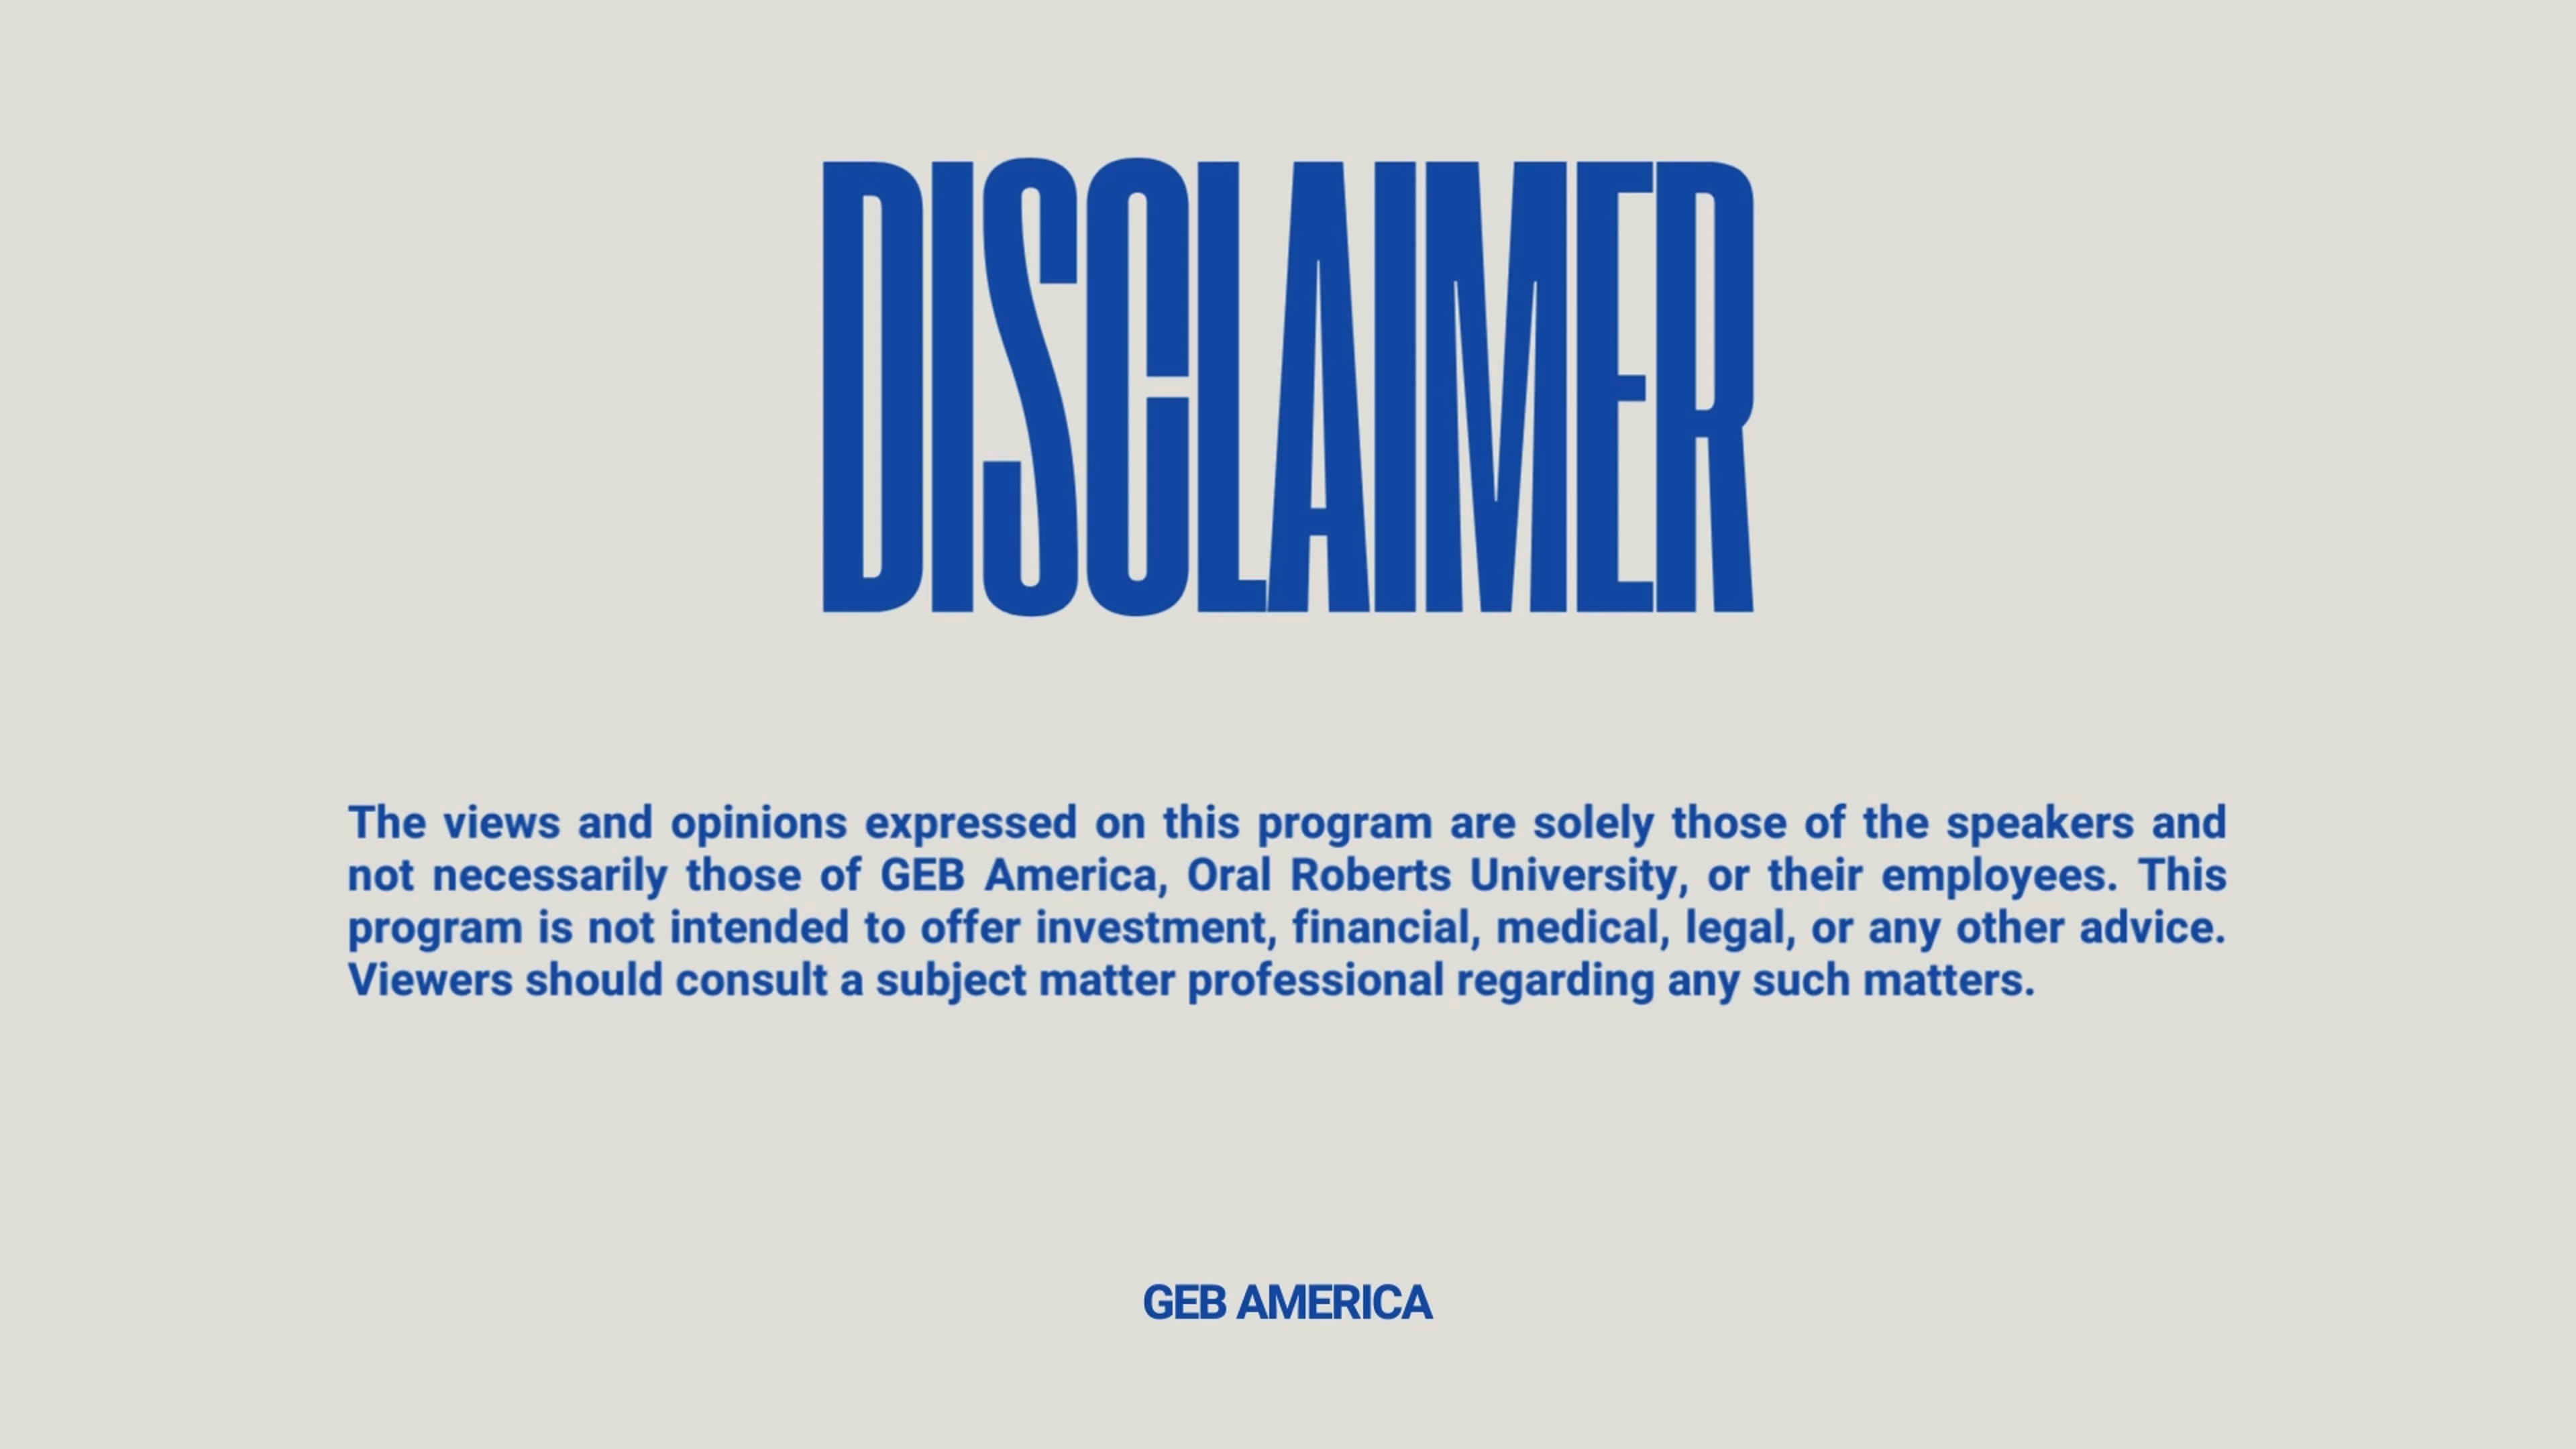 DISCLAIMER
The views and opinions expressed on this program are solely those of the speakers and
not necessarily those of GEB America, Oral Roberts University, or their employees. This
program is not intended to offer investment, financial, medical, legal, or any other advice.
Viewers should consult a subject matter professional regarding any such matters.
GEB AMERICA